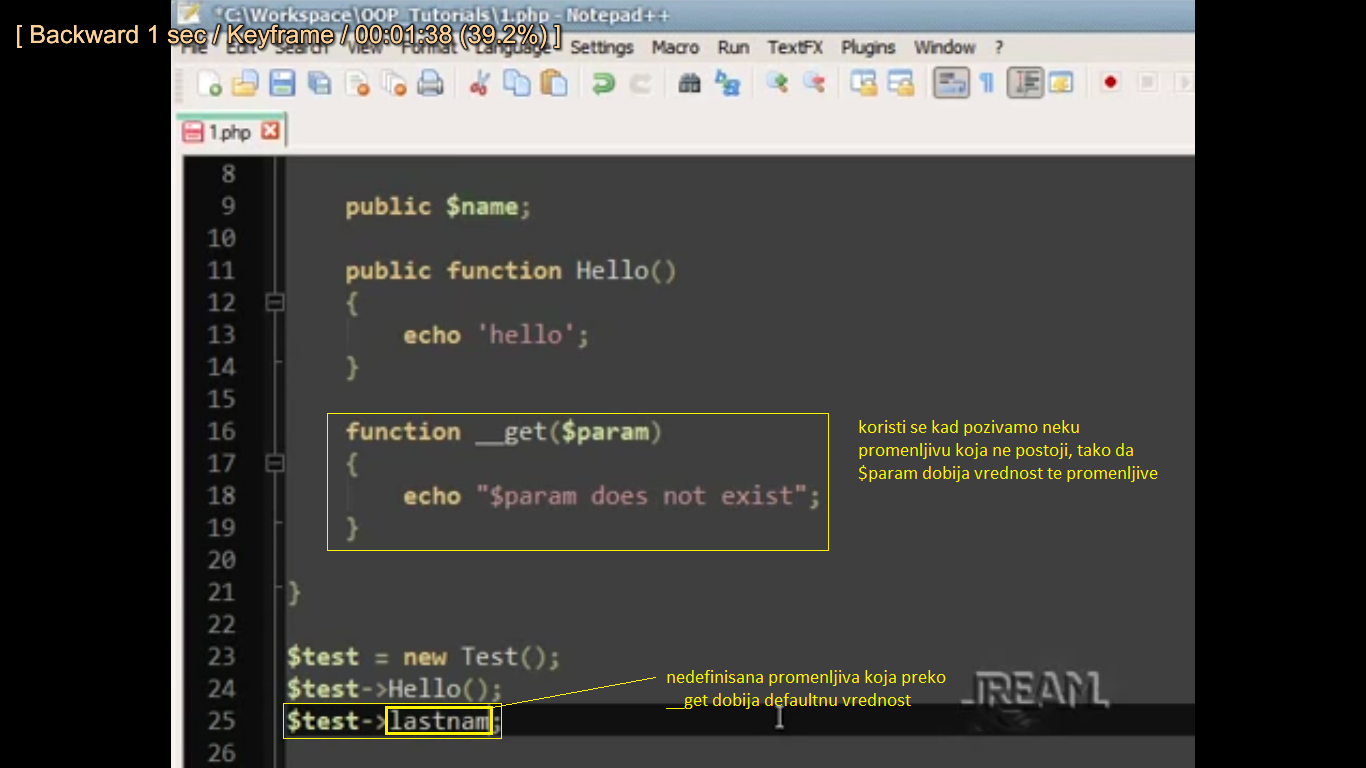 *C:\Workspace\OOP_Tutorials\1.php - Notepad++
[ Backward 1 sec / Keyframe / 00:01:38 (39.2%) ]
File Edit Search View Format Language Settings Macro Run TextFX Plugins Window ?
1.php
8
9 public $name;
10
11 public function Hello()
12 {
13 echo 'hello';
14 }
15
16 function __get($param)
17 {
18 echo "$param does not exist";
19 }
20
21 }
22
23 $test = new Test();
24 $test->Hello();
25 $test->lastnam;
26
koristi se kad pozivamo neku
promenljivu koja ne postoji, tako da
$param dobija vrednost te promenljive
nedefinisana promenljiva koja preko
__get dobija defaultnu vrednost